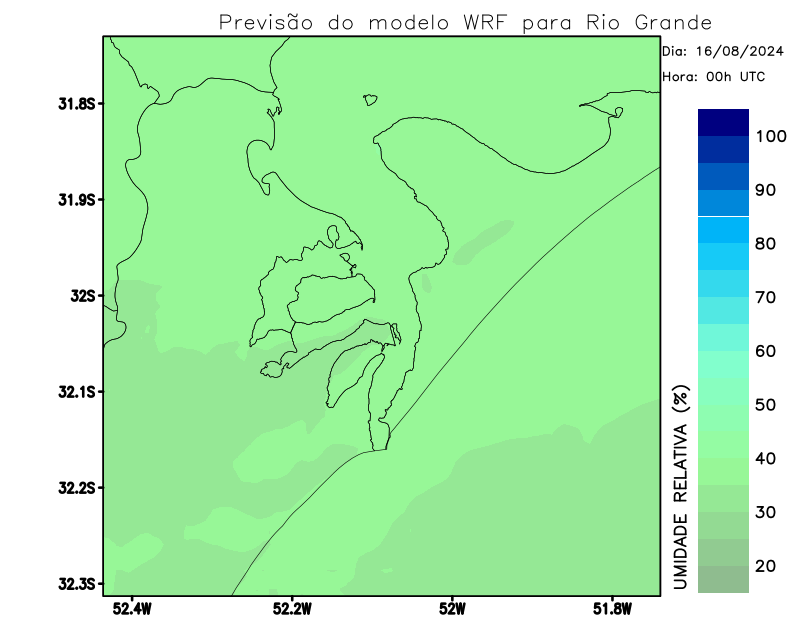 Previsão do modelo WRF para Rio Grande
Dia: 16/08/2024
Hora: 00h UTC
31.8S
31.9S
32S
32.1S
32.2S
32.3S
52.4W
52.2W
52W
51.8W
100
90
80
70
60
50
40
30
20
UMIDADE RELATIVA (%)